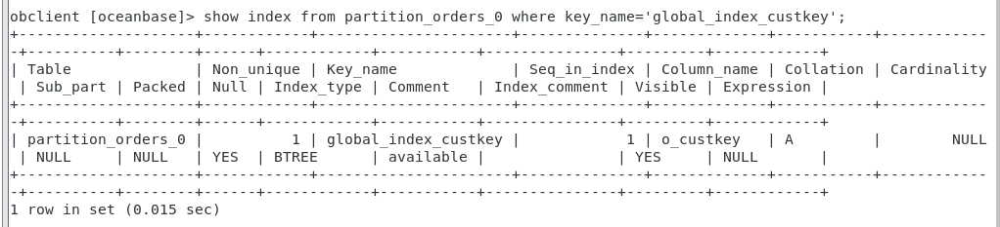 obclient [oceanbase]> show index from partition_orders_0 where key_name='global_index_custkey';
+--------------------+------------+----------------------+--------------+-------------+-----------+------------
-+----------+--------+------+------------+-----------+---------------+---------+------------+
| Table              | Non_unique | Key_name             | Seq_in_index | Column_name | Collation | Cardinality
 | Sub_part | Packed | Null | Index_type | Comment   | Index_comment | Visible | Expression |
+--------------------+------------+----------------------+--------------+-------------+-----------+------------
-+----------+--------+------+------------+-----------+---------------+---------+------------+
| partition_orders_0 |          1 | global_index_custkey |            1 | o_custkey   | A         |        NULL
 | NULL     | NULL   | YES  | BTREE      | available |               | YES     | NULL       |
+--------------------+------------+----------------------+--------------+-------------+-----------+------------
-+----------+--------+------+------------+-----------+---------------+---------+------------+
1 row in set (0.015 sec)